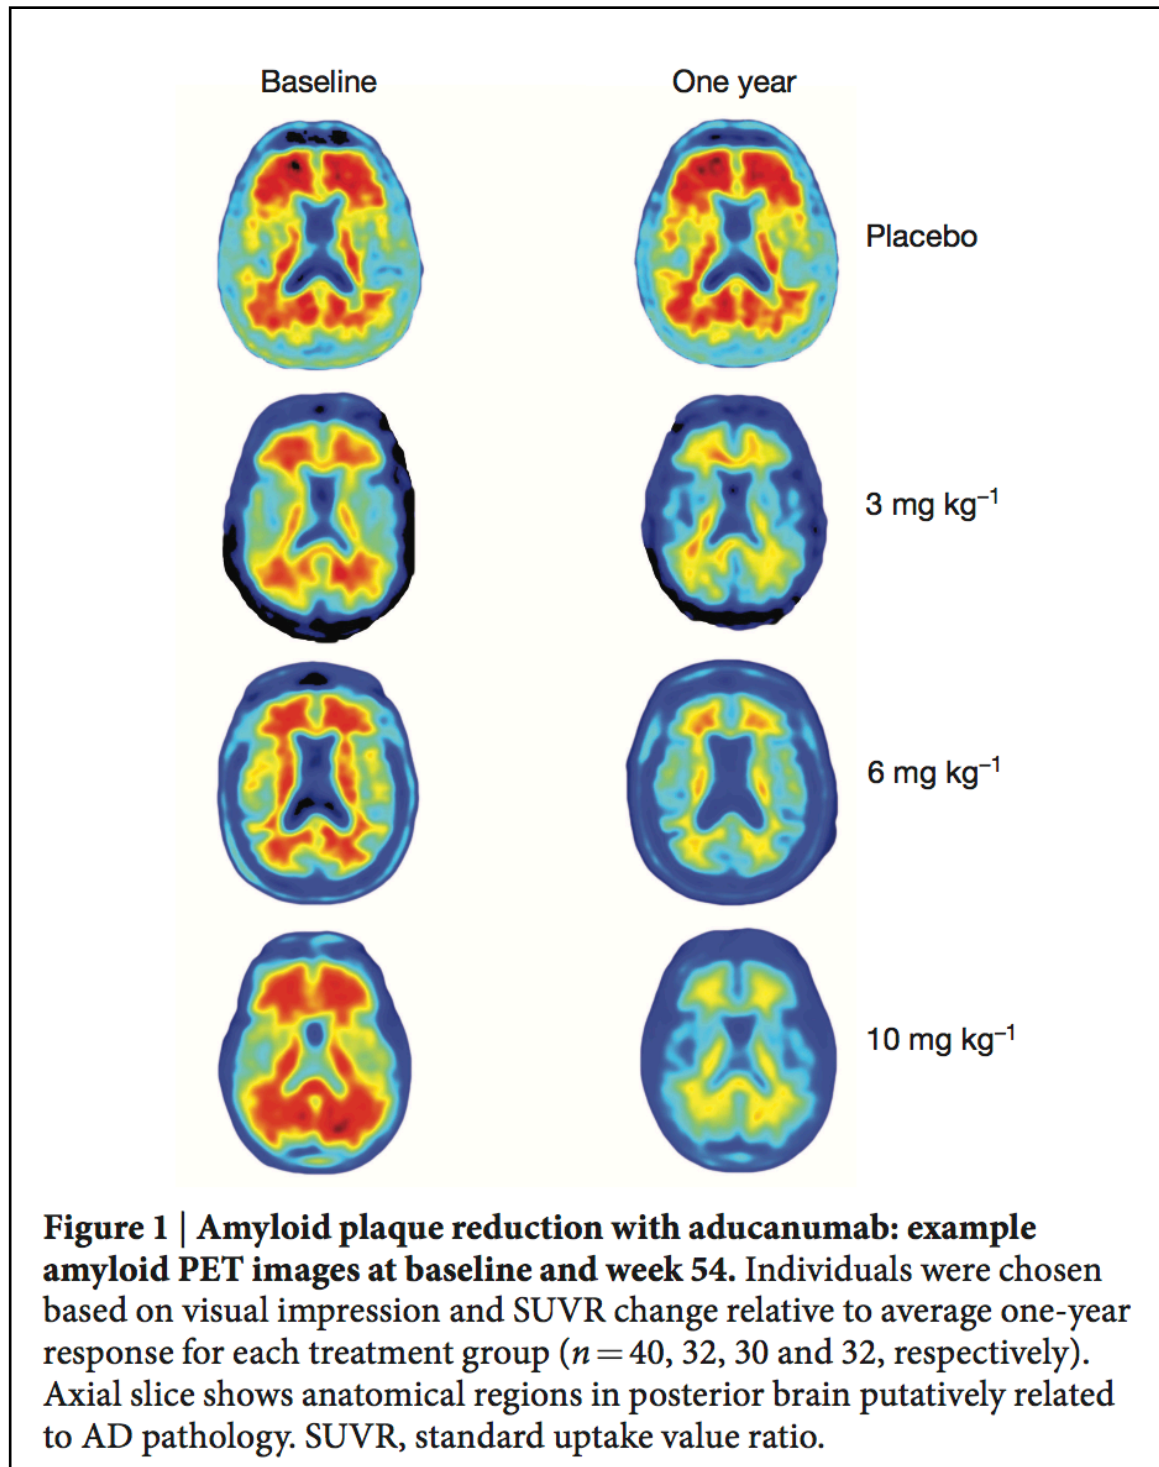 Baseline One year
Placebo
3 mg kg⁻¹
6 mg kg⁻¹
10 mg kg⁻¹
Figure 1 | Amyloid plaque reduction with aducanumab: example
amyloid PET images at baseline and week 54. Individuals were chosen
based on visual impression and SUVR change relative to average one-year
response for each treatment group (n = 40, 32, 30 and 32, respectively).
Axial slice shows anatomical regions in posterior brain putatively related
to AD pathology. SUVR, standard uptake value ratio.